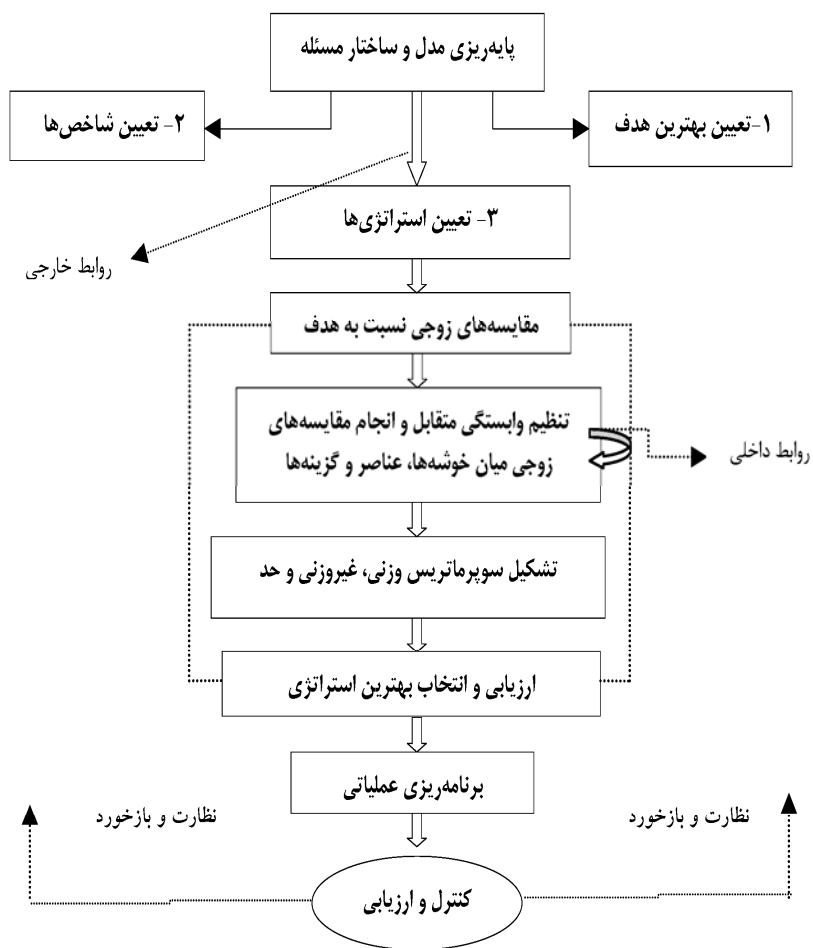 پایه‌ریزی مدل و ساختار مسئله
۱-تعیین بهترین هدف
۲- تعیین شاخص‌ها
۳- تعیین استراتژی‌ها
روابط خارجی
مقایسه‌های زوجی نسبت به هدف
تنظیم وابستگی متقابل و انجام مقایسه‌های
زوجی میان خوشه‌ها، عناصر و گزینه‌ها
روابط داخلی
تشکیل سوپرماتریس وزنی، غیروزنی و حد
ارزیابی و انتخاب بهترین استراتژی
برنامه‌ریزی عملیاتی
نظارت و بازخورد
نظارت و بازخورد
کنترل و ارزیابی